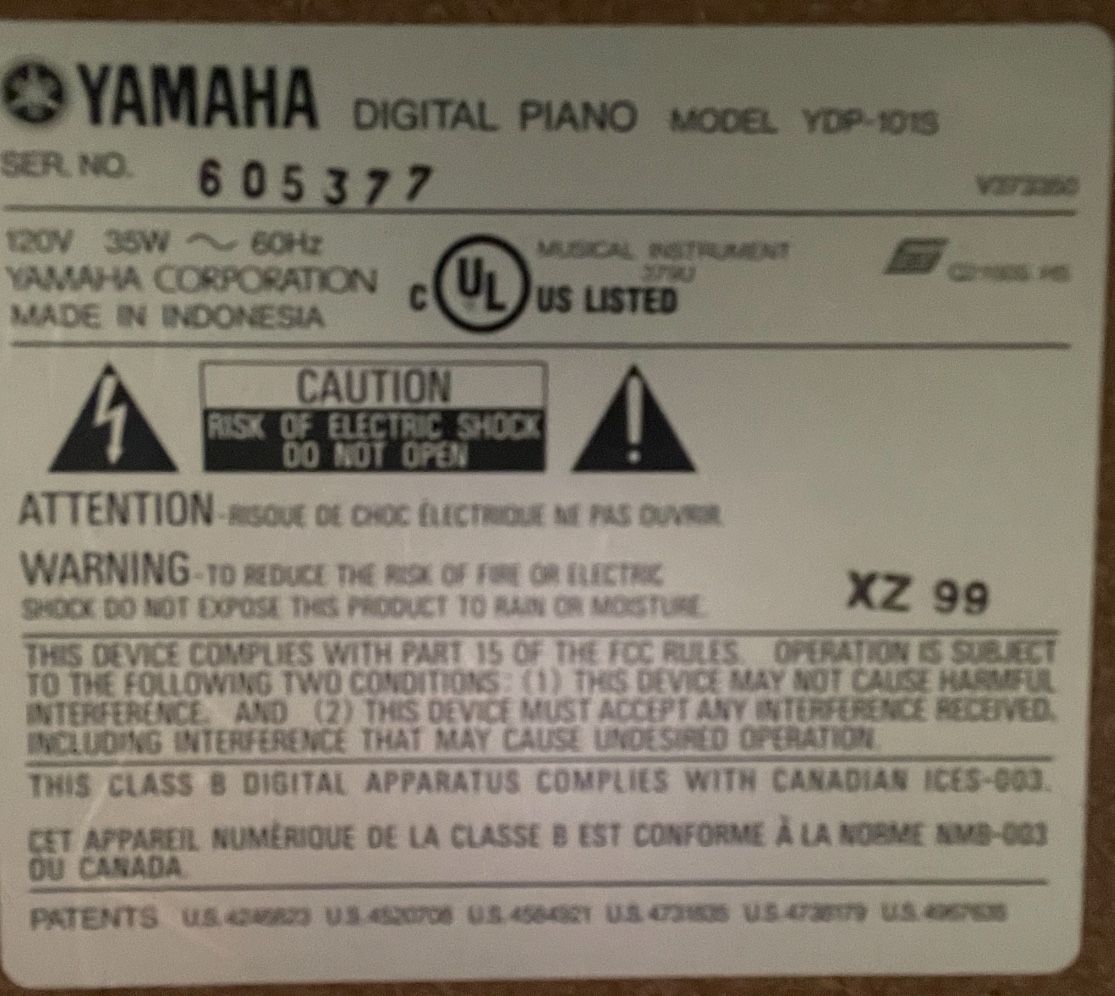 YAMAHA DIGITAL PIANO MODEL YDP-101S
SER. NO. 605377
120V 35W ~ 60Hz
YAMAHA CORPORATION
MADE IN INDONESIA
MUSICAL INSTRUMENT
C UL US LISTED
CAUTION
RISK OF ELECTRIC SHOCK
DO NOT OPEN
ATTENTION-RISQUE DE CHOC ÉLECTRIQUE NE PAS OUVRIR
WARNING-TO REDUCE THE RISK OF FIRE OR ELECTRIC
SHOCK DO NOT EXPOSE THIS PRODUCT TO RAIN OR MOISTURE.
XZ 99
THIS DEVICE COMPLIES WITH PART 15 OF THE FCC RULES. OPERATION IS SUBJECT
TO THE FOLLOWING TWO CONDITIONS: (1) THIS DEVICE MAY NOT CAUSE HARMFUL
INTERFERENCE, AND (2) THIS DEVICE MUST ACCEPT ANY INTERFERENCE RECEIVED,
INCLUDING INTERFERENCE THAT MAY CAUSE UNDESIRED OPERATION.
THIS CLASS B DIGITAL APPARATUS COMPLIES WITH CANADIAN ICES-003.
CET APPAREIL NUMÉRIQUE DE LA CLASSE B EST CONFORME À LA NORME NMB-003
DU CANADA.
PATENTS U.S. U.S. U.S. U.S. U.S. U.S.